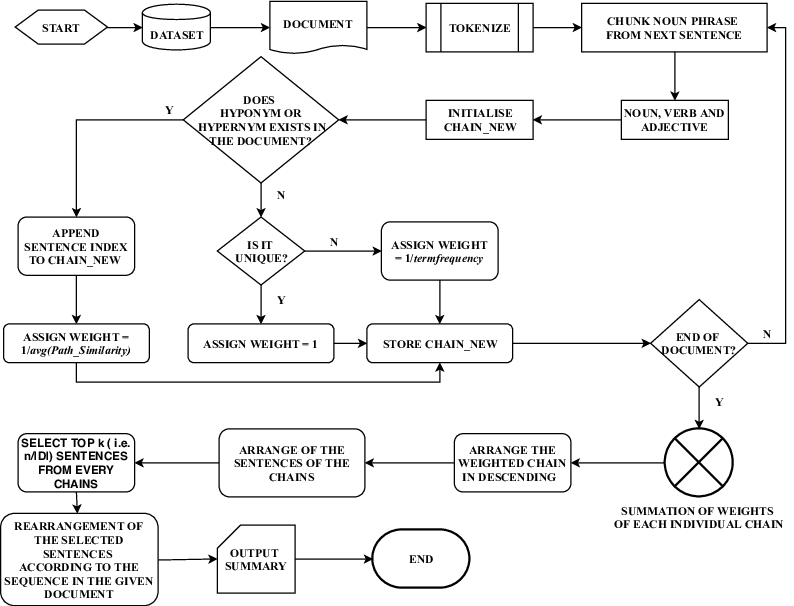 START
DATASET
DOCUMENT
TOKENIZE
CHUNK NOUN PHRASE
FROM NEXT SENTENCE
NOUN, VERB AND
ADJECTIVE
INITIALISE
CHAIN_NEW
DOES
HYPONYM OR
HYPERNYM EXISTS IN
THE DOCUMENT?
Y
N
APPEND
SENTENCE INDEX
TO CHAIN_NEW
IS IT
UNIQUE?
N
Y
ASSIGN WEIGHT
= 1/termfrequency
ASSIGN WEIGHT =
1/avg(Path_Similarity)
ASSIGN WEIGHT = 1
STORE CHAIN_NEW
END OF
DOCUMENT?
N
Y
SUMMATION OF WEIGHTS
OF EACH INDIVIDUAL CHAIN
ARRANGE THE
WEIGHTED CHAIN
IN DESCENDING
ARRANGE OF THE
SENTENCES OF THE
CHAINS
SELECT TOP k ( i.e.
n/IDI) SENTENCES
FROM EVERY
CHAINS
REARRANGEMENT OF
THE SELECTED
SENTENCES
ACCORDING TO THE
SEQUENCE IN THE GIVEN
DOCUMENT
OUTPUT
SUMMARY
END